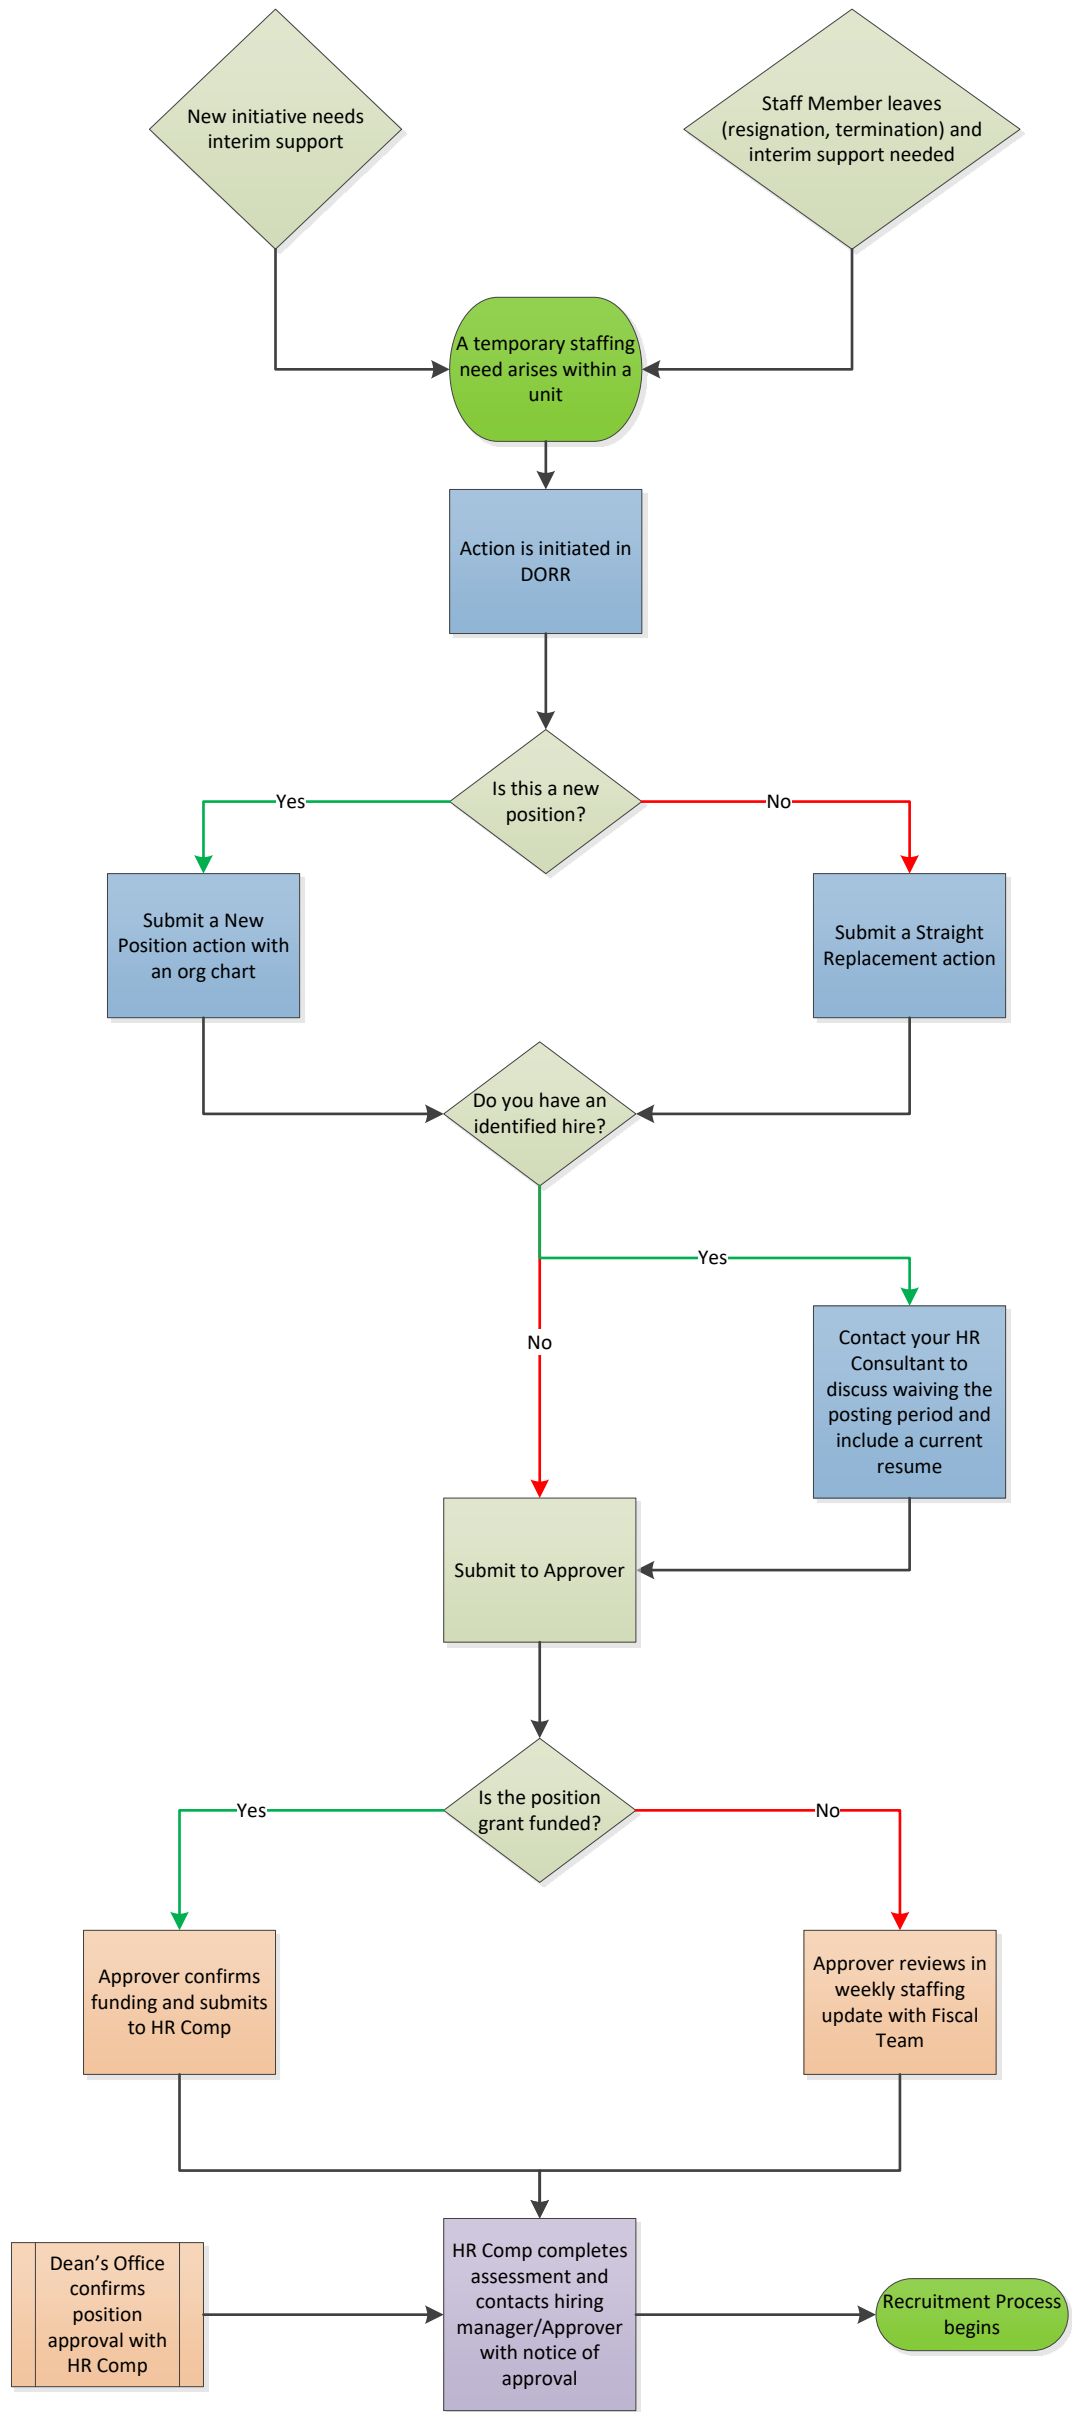 New initiative needs
interim support
Staff Member leaves
(resignation, termination) and
interim support needed
A temporary staffing
need arises within a
unit
Action is initiated in
DORR
Is this a new
position?
Yes
No
Submit a New
Position action with
an org chart
Submit a Straight
Replacement action
Do you have an
identified hire?
Yes
No
Contact your HR
Consultant to
discuss waiving the
posting period and
include a current
resume
Submit to Approver
Is the position
grant funded?
Yes
No
Approver confirms
funding and submits
to HR Comp
Approver reviews in
weekly staffing
update with Fiscal
Team
Dean's Office
confirms
position
approval with
HR Comp
HR Comp completes
assessment and
contacts hiring
manager/Approver
with notice of
approval
Recruitment Process
begins